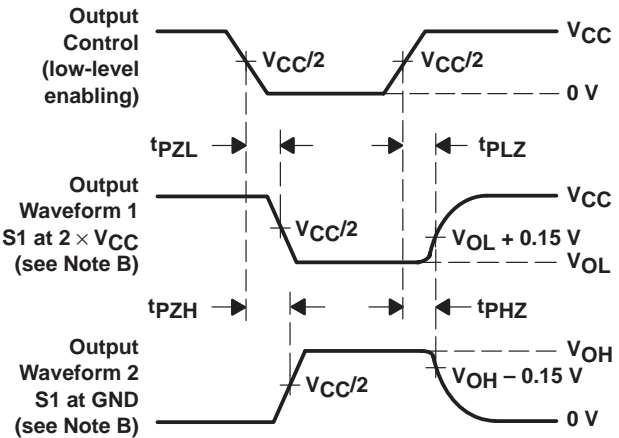 Output
Control
(low-level
enabling)
VCC
VCC/2
VCC/2
0 V
tPZL
tPLZ
Output
Waveform 1
S1 at 2 × VCC
(see Note B)
VCC
VCC/2
VOL + 0.15 V
VOL
tPZH
tPHZ
Output
Waveform 2
S1 at GND
(see Note B)
VOH
VCC/2
VOH – 0.15 V
0 V